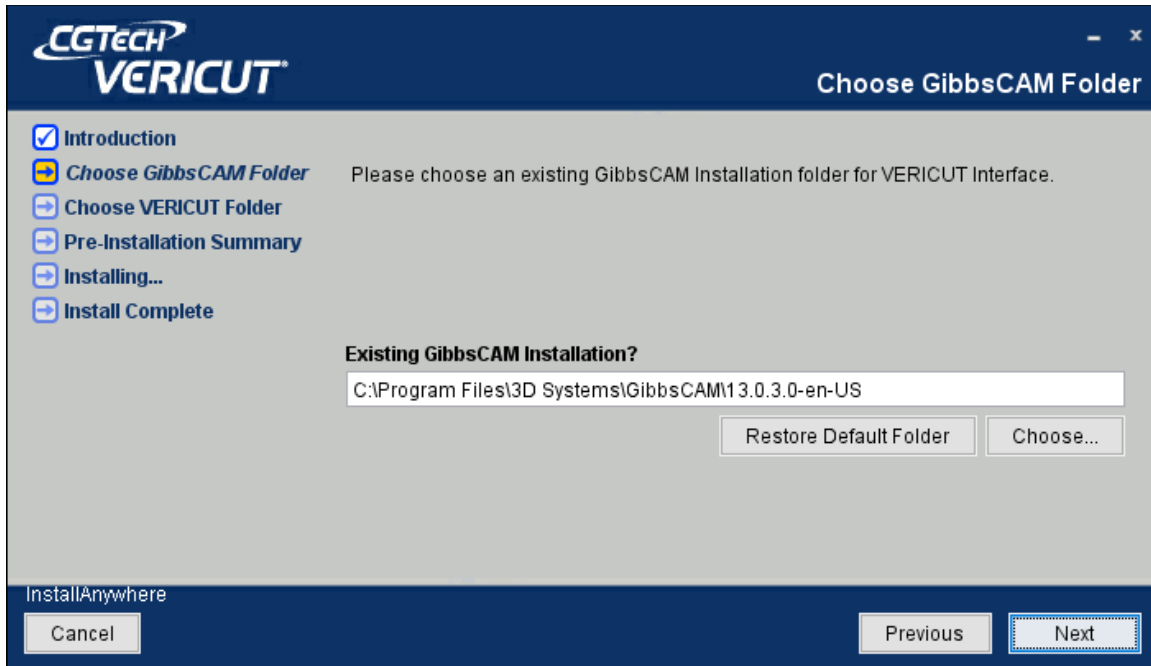 CGTECH
VERICUT
Choose GibbsCAM Folder
Introduction
Choose GibbsCAM Folder
Choose VERICUT Folder
Pre-Installation Summary
Installing...
Install Complete
Please choose an existing GibbsCAM Installation folder for VERICUT Interface.
Existing GibbsCAM Installation?
C:\Program Files\3D Systems\GibbsCAM\13.0.3.0-en-US
Restore Default Folder
Choose...
InstallAnywhere
Cancel
Previous
Next